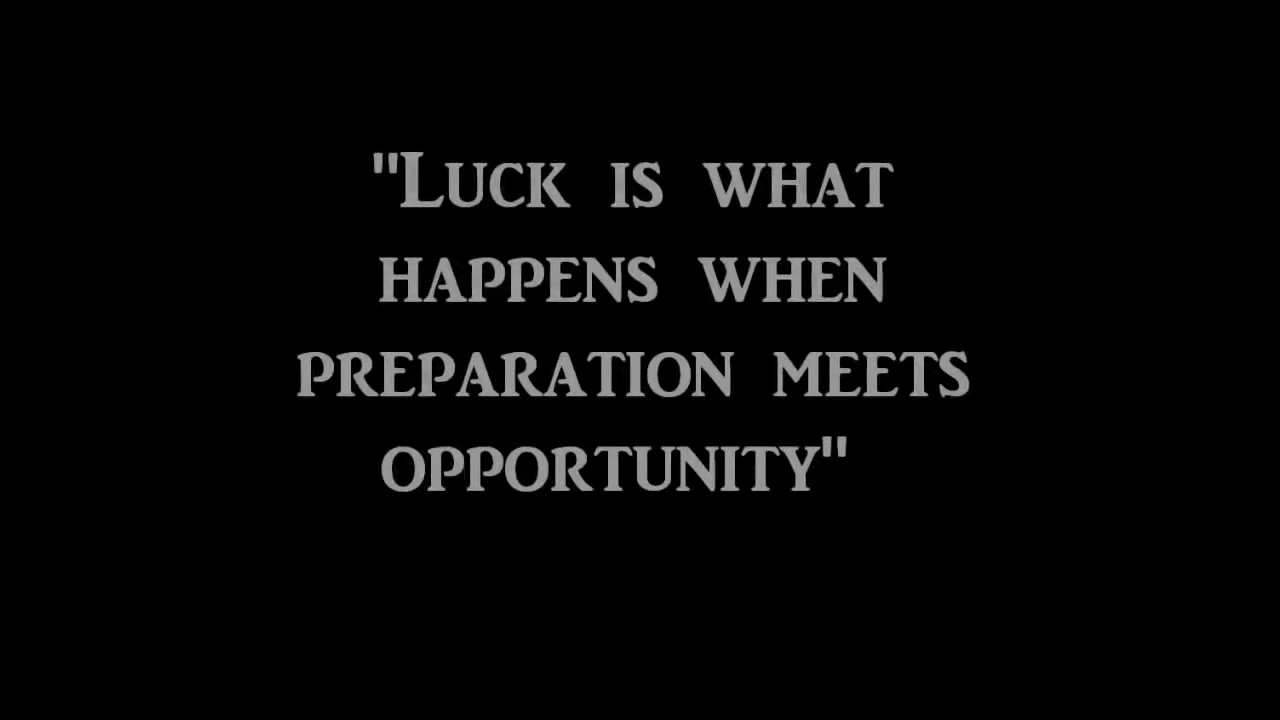 "Luck is what
happens when
preparation meets
opportunity"